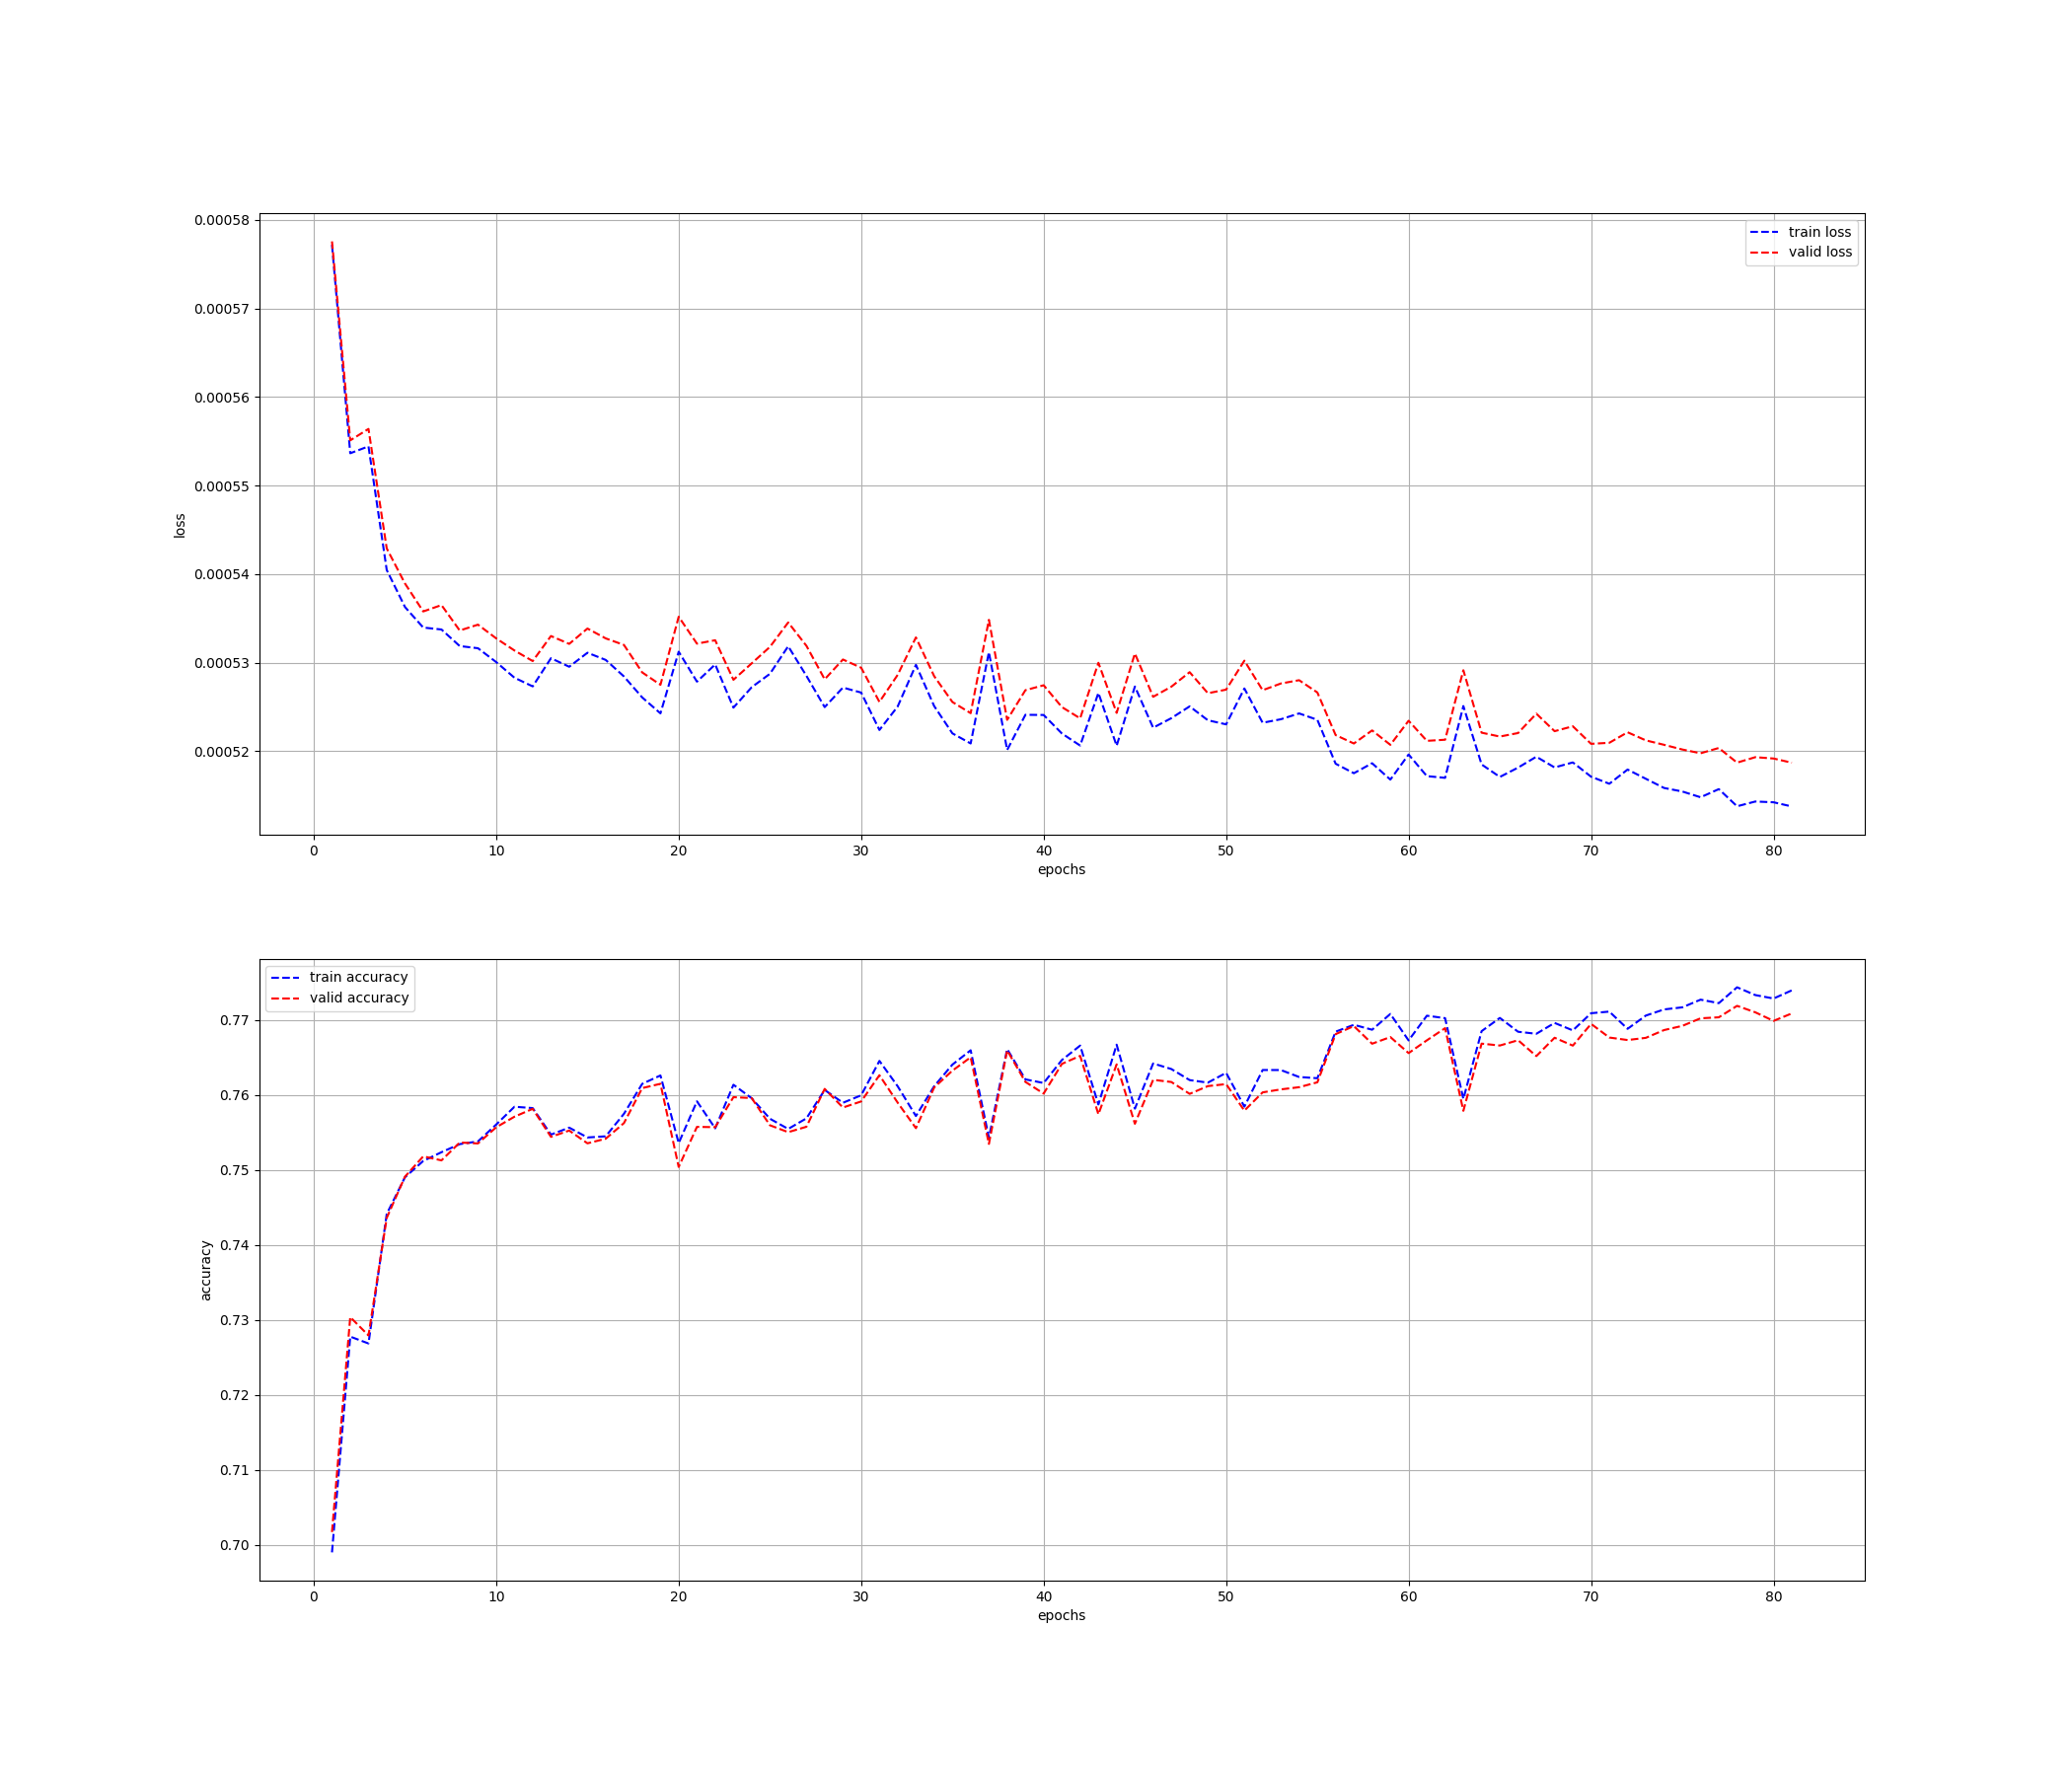 0.00058
train loss
valid loss
0.00057
0.00056
0.00055
loss
0.00054
0.00053
0.00052
0 10 20 30 40 50 60 70 80
epochs
train accuracy
valid accuracy
0.77
0.76
0.75
0.74
accuracy
0.73
0.72
0.71
0.70
0 10 20 30 40 50 60 70 80
epochs